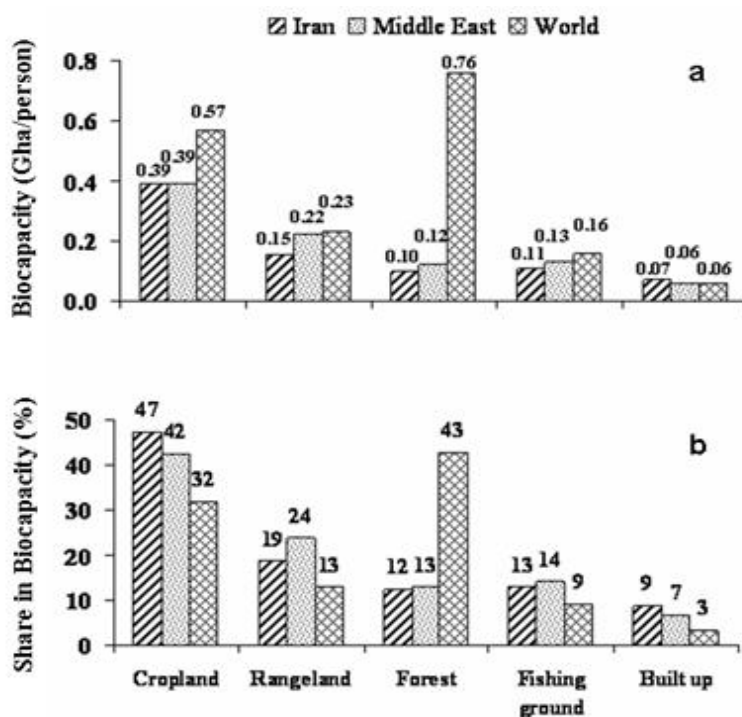 Iran Middle East World
a
Biocapacity (Gha/person)
0.8
0.6
0.4
0.2
0.0
0.39 0.39 0.57
0.15 0.22 0.23
0.10 0.12 0.76
0.11 0.13 0.16
0.07 0.06 0.06
b
Share in Biocapacity (%)
50
40
30
20
10
0
47 42 32
19 24 13
12 13 43
13 14 9
9 7 3
Cropland Rangeland Forest Fishing Built up
ground